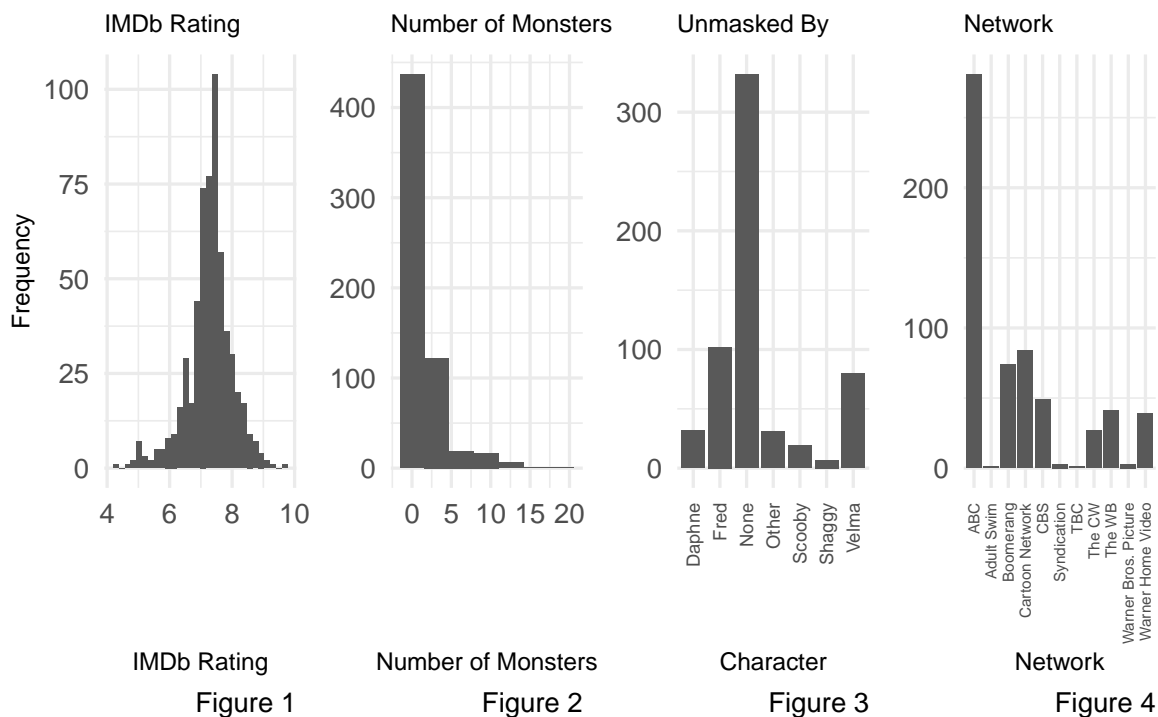 IMDb Rating
Number of Monsters
Unmasked By
Network
Frequency
100
75
50
25
0
4
6
8
10
IMDb Rating
Figure 1
400
300
200
100
0
0
5
10
15
20
Number of Monsters
Figure 2
300
200
100
0
Daphne
Fred
None
Other
Scooby
Shaggy
Velma
Character
Figure 3
200
100
0
ABC
Adult Swim
Boomerang
Cartoon Network
CBS
Syndication
TBC
The CW
The WB
Warner Bros. Picture
Warner Home Video
Network
Figure 4